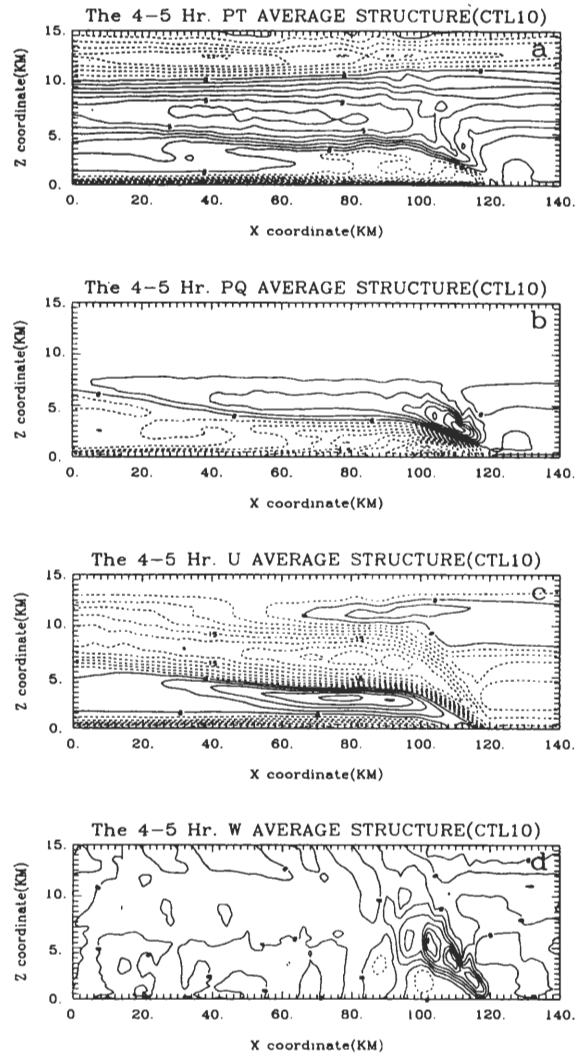 The 4-5 Hr. PT AVERAGE STRUCTURE(CTL10)
a
15.
10.
5.
0.
Z coordinate(KM)
0. 20. 40. 60. 80. 100. 120. 140.
X coordinate(KM)
The 4-5 Hr. PQ AVERAGE STRUCTURE(CTL10)
b
15.
10.
5.
0.
Z coordinate(KM)
0. 20. 40. 60. 80. 100. 120. 140.
X coordinate(KM)
The 4-5 Hr. U AVERAGE STRUCTURE(CTL10)
c
15.
10.
5.
0.
Z coordinate(KM)
0. 20. 40. 60. 80. 100. 120. 140.
X coordinate(KM)
The 4-5 Hr. W AVERAGE STRUCTURE(CTL10)
d
15.
10.
5.
0.
Z coordinate(KM)
0. 20. 40. 60. 80. 100. 120. 140.
X coordinate(KM)